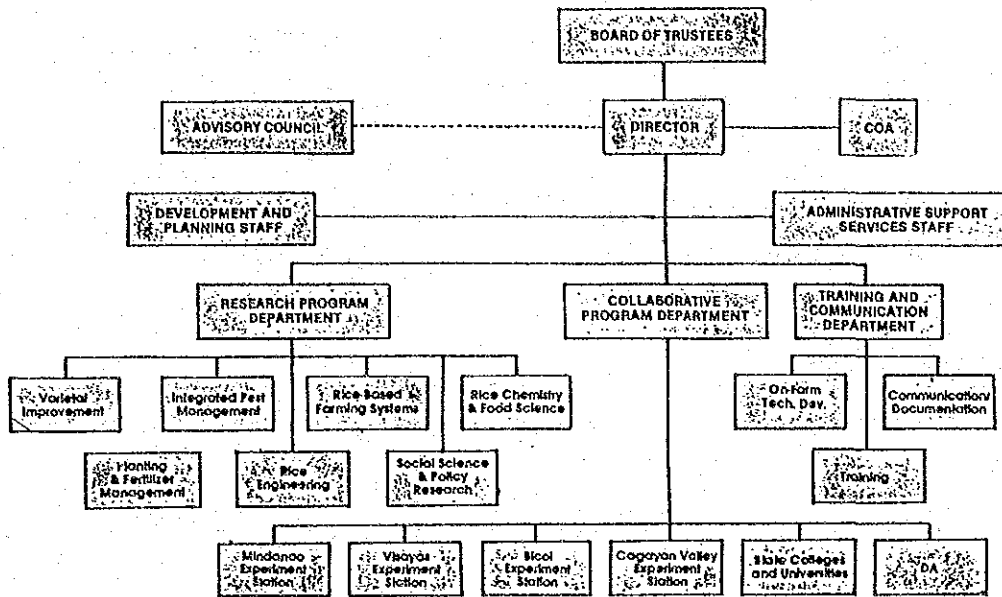 BOARD OF TRUSTEES
ADVISORY COUNCIL
DIRECTOR
COA
DEVELOPMENT AND
PLANNING STAFF
ADMINISTRATIVE SUPPORT
SERVICES STAFF
RESEARCH PROGRAM
DEPARTMENT
COLLABORATIVE
PROGRAM DEPARTMENT
TRAINING AND
COMMUNICATION
DEPARTMENT
Varietal
Improvement
Integrated Pest
Management
Rice-Based
Farming Systems
Rice Chemistry
& Food Science
On-Farm
Tech. Dev.
Communication/
Documentation
Planting
& Fertilizer
Management
Rice
Engineering
Social Science
& Policy
Research
Training
Mindanao
Experiment
Station
Visayas
Experiment
Station
Bicol
Experiment
Station
Cagayan Valley
Experiment
Station
State Colleges
and Universities
DA